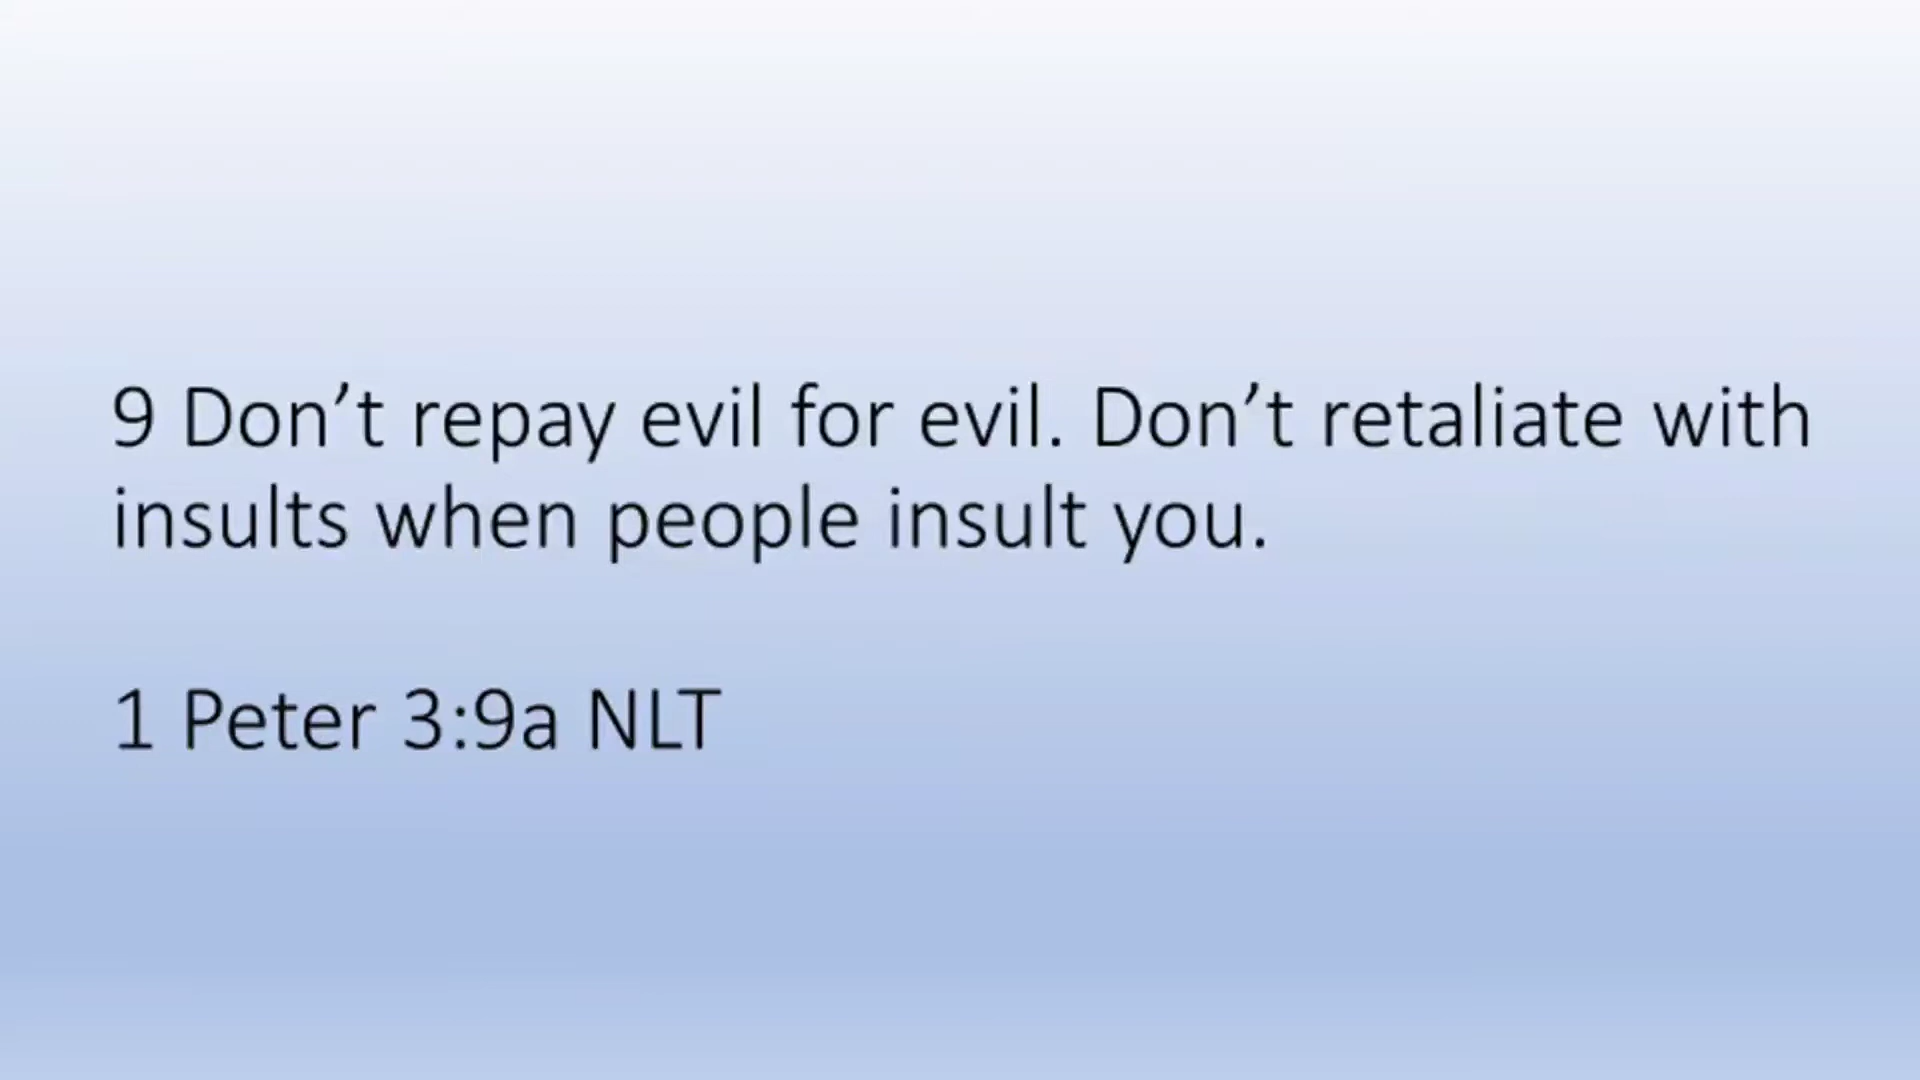 9 Don’t repay evil for evil. Don’t retaliate with
insults when people insult you.
1 Peter 3:9a NLT